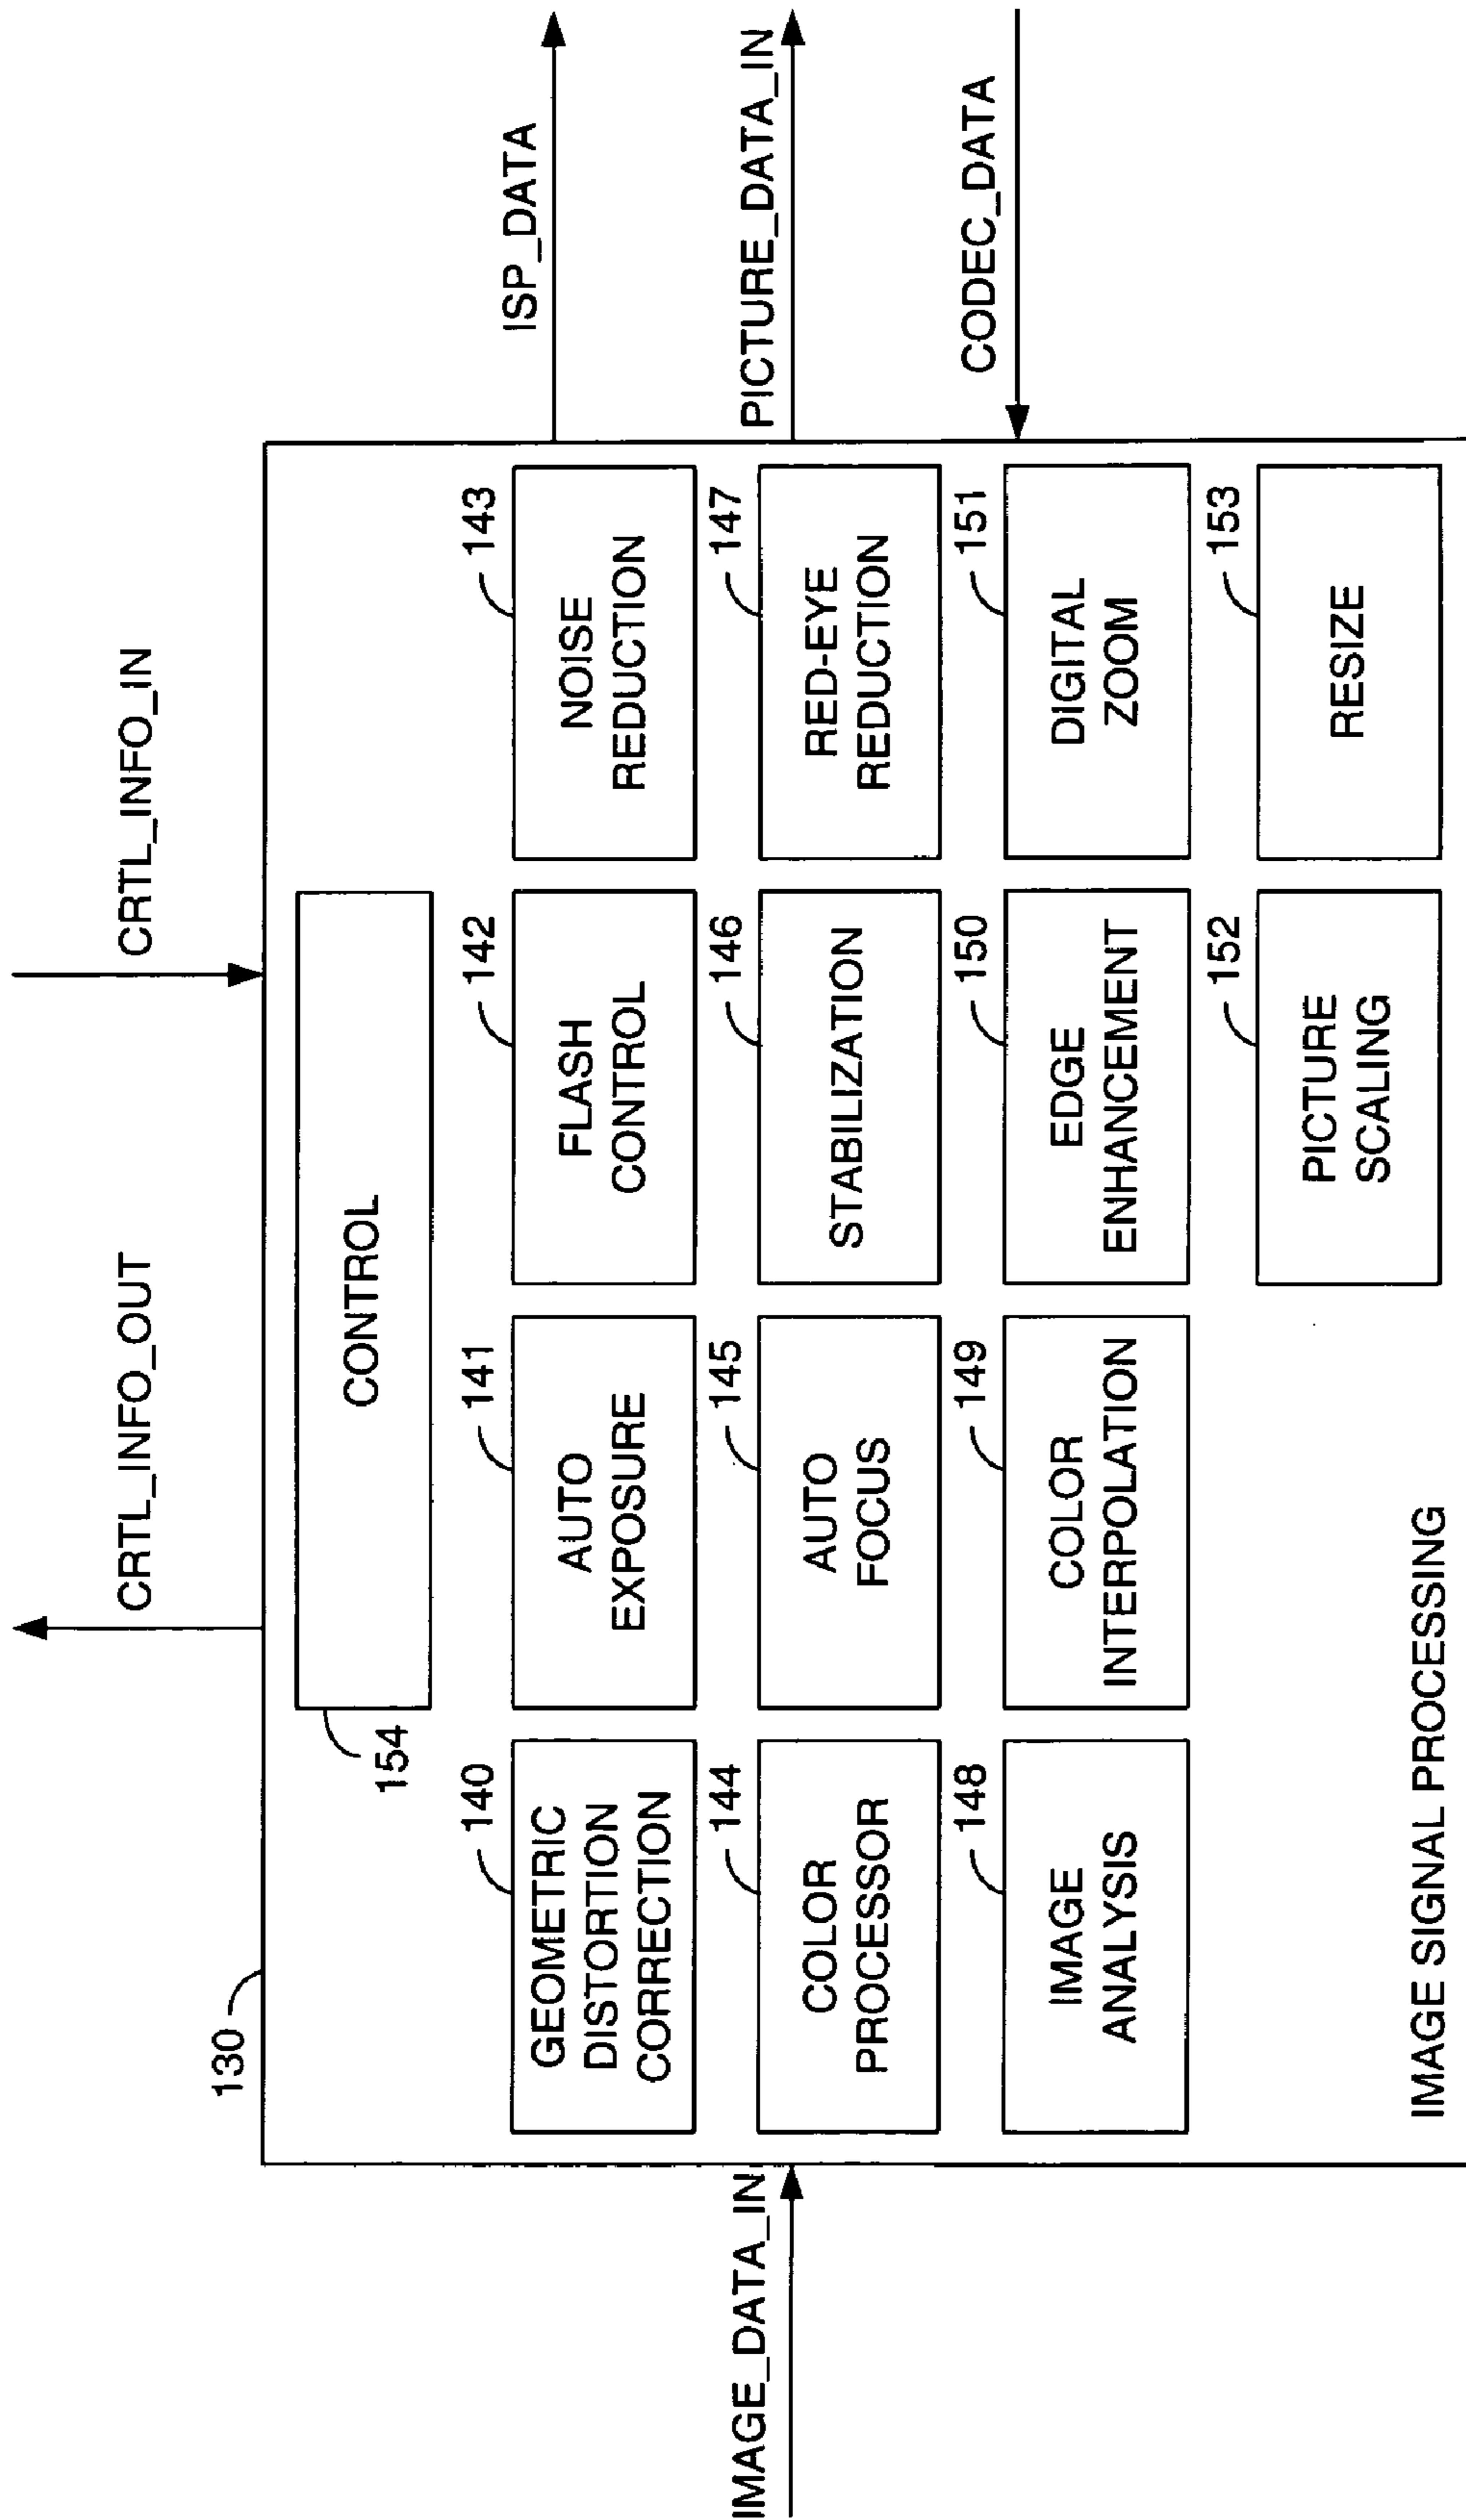 CRTL_INFO_OUT
CRTL_INFO_IN
130
154
CONTROL
140
141
142
143
GEOMETRIC
DISTORTION
CORRECTION
AUTO
EXPOSURE
FLASH
CONTROL
NOISE
REDUCTION
ISP_DATA
IMAGE_DATA_IN
144
145
146
147
COLOR
PROCESSOR
AUTO
FOCUS
STABILIZATION
RED-EYE
REDUCTION
PICTURE_DATA_IN
148
149
150
151
IMAGE
ANALYSIS
COLOR
INTERPOLATION
EDGE
ENHANCEMENT
DIGITAL
ZOOM
CODEC_DATA
152
153
PICTURE
SCALING
RESIZE
IMAGE SIGNAL PROCESSING